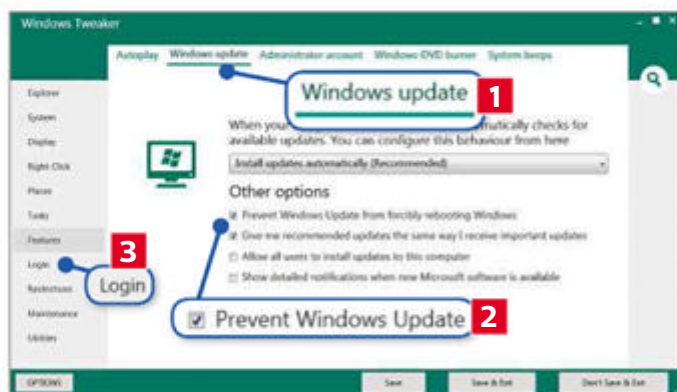 Windows Tweaker
Autoplay Windows update Administrator account Windows DVD burner System beeps
Windows update 1
When your
matically checks for
available updates. You can configure this behaviour from here
Install updates automatically (Recommended)
Other options
Prevent Windows Update from forcibly rebooting Windows
Give me recommended updates the same way I receive important updates
Allow all users to install updates to this computer
Show detailed notifications when new Microsoft software is available
Explorer
System
Display
Right Click
Places
Tasks
Features
Login
3
Login
Restrictions
Maintenance
Utilities
Prevent Windows Update 2
OPTIONS Save Save & Exit Don't Save & Exit